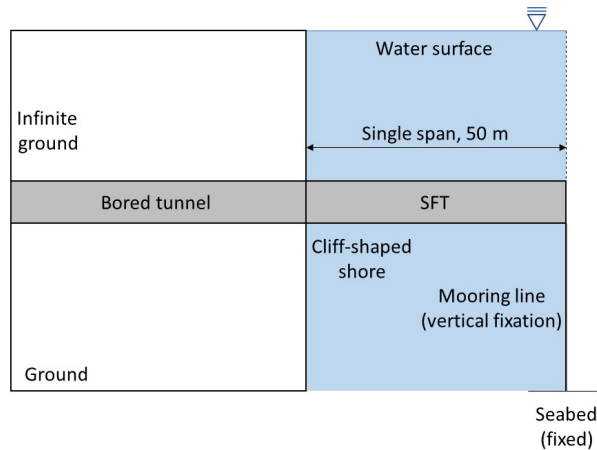 Water surface
Infinite
ground
Single span, 50 m
Bored tunnel
SFT
Cliff-shaped
shore
Mooring line
(vertical fixation)
Ground
Seabed
(fixed)